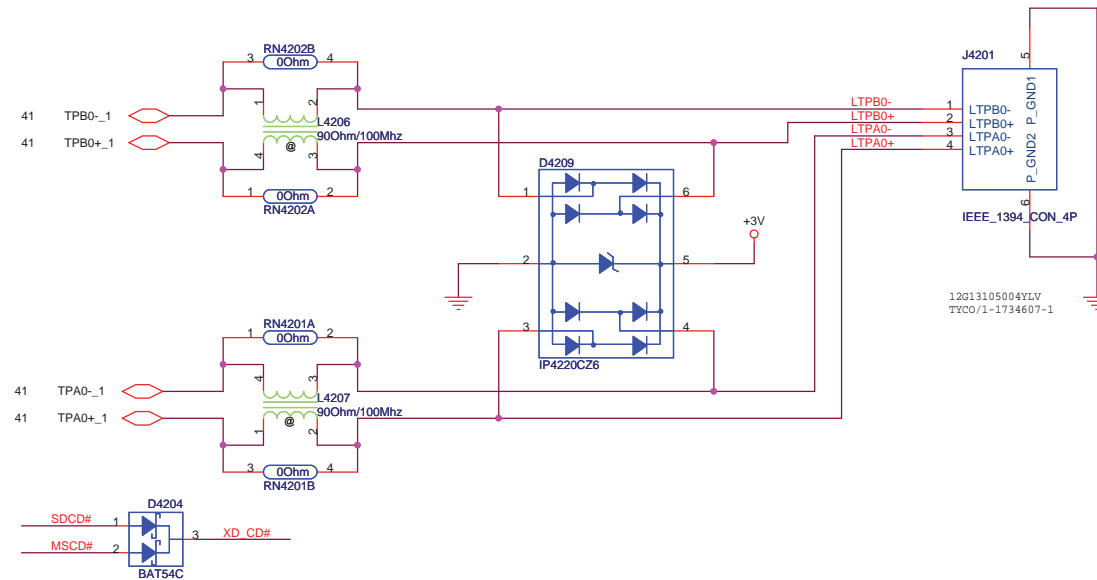 RN4202B
3 0Ohm 4
41 TPB0-_1
1 2
L4206
90Ohm/100Mhz
41 TPB0+_1
@
4 3
1 0Ohm 2
RN4202A
J4201
5
LTPB0- 1 LTPB0-
LTPB0+ 2 LTPB0+
LTPA0- 3 LTPA0-
LTPA0+ 4 LTPA0+
P_GND2 P_GND1
6
IEEE_1394_CON_4P
12G13105004YLV
TYCO/1-1734607-1
D4209
1 6
+3V
2 5
3 4
IP4220CZ6
RN4201A
1 0Ohm 2
41 TPA0-_1
4 3
L4207
90Ohm/100Mhz
41 TPA0+_1
@
1 2
3 0Ohm 4
RN4201B
D4204
SDCD# 1
3 XD_CD#
MSCD# 2
BAT54C